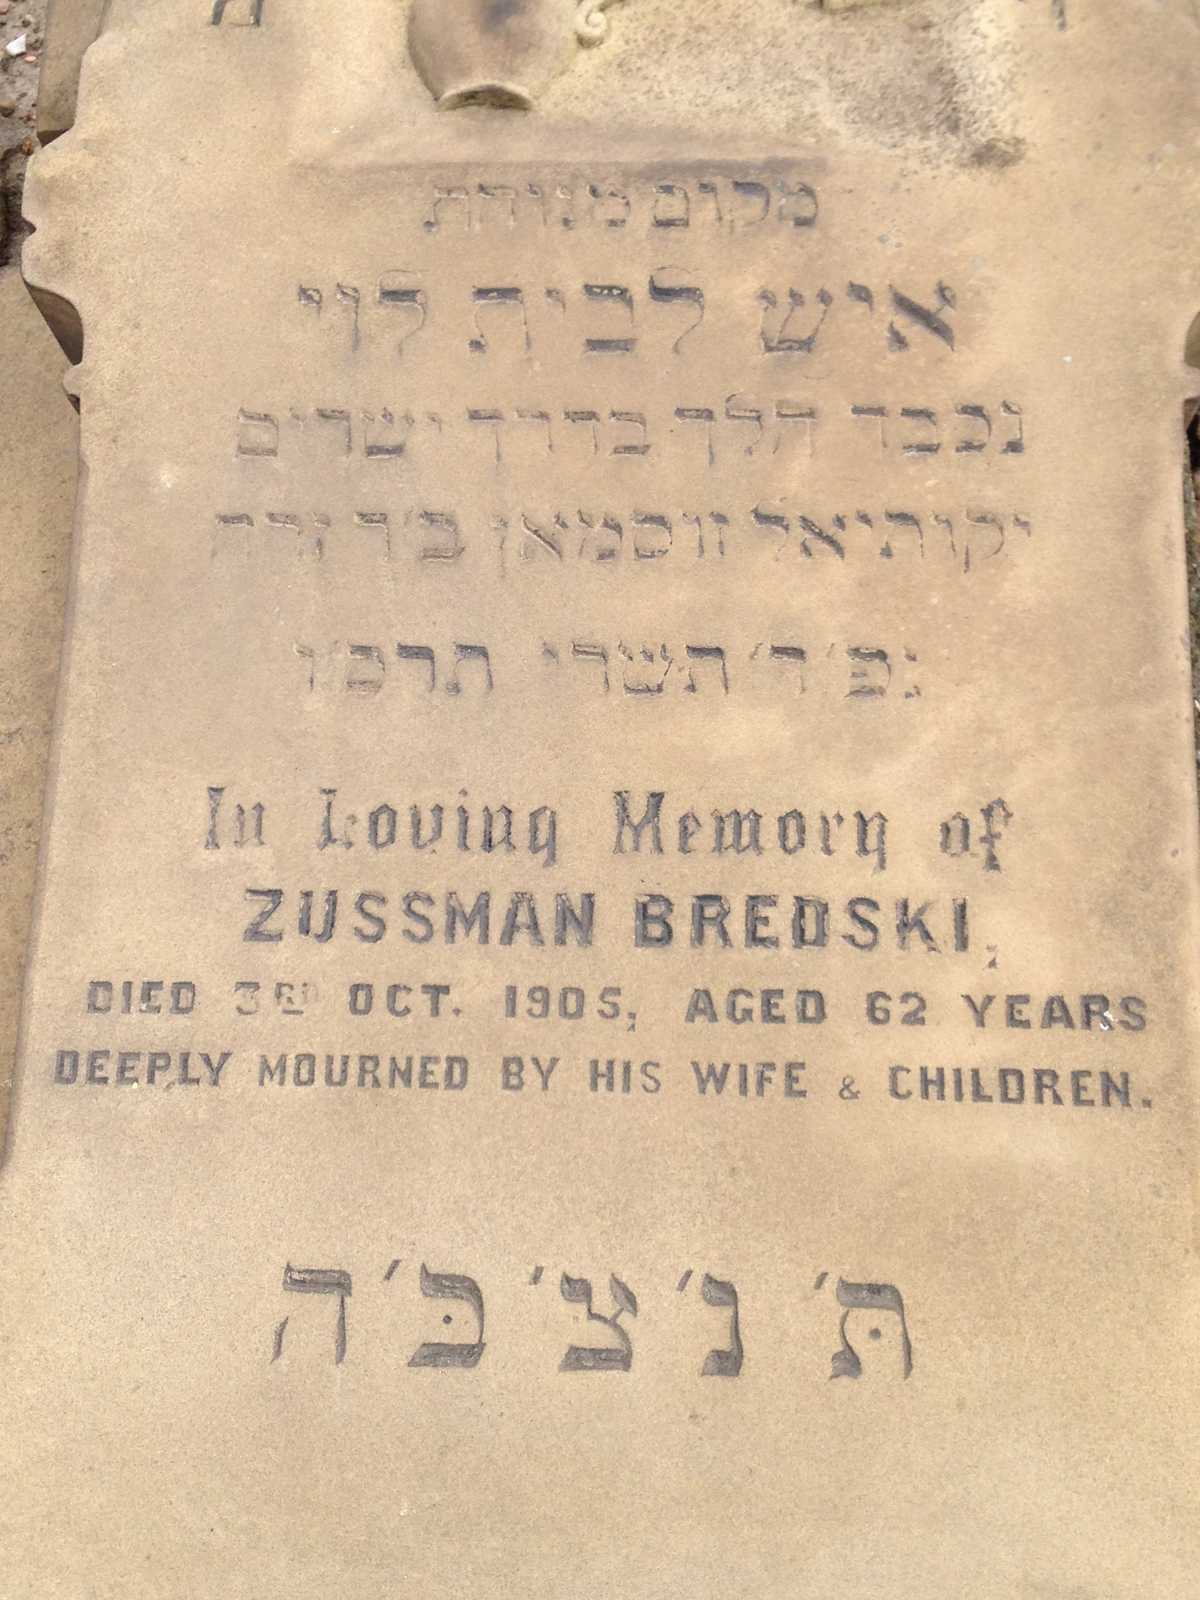 מקום מנוחת
איש לבית לוי
נכבד הלך בדרך ישרים
יקותיאל זוסמאן ב׳ר זרח
נפ׳ ד׳ תשרי תרס׳ו
In Loving Memory of
ZUSSMAN BREDSKI,
DIED 3RD OCT. 1905, AGED 62 YEARS
DEEPLY MOURNED BY HIS WIFE & CHILDREN.
תּ׳ נ׳ צ׳ בּ׳ ה